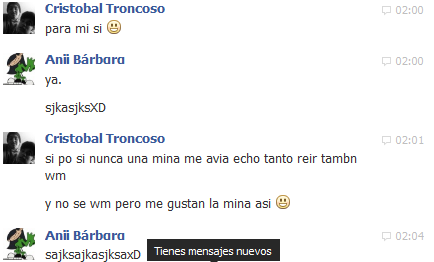 Cristobal Troncoso 02:00
para mi si
Anii Bárbara 02:00
ya.
sjkasjksXD
Cristobal Troncoso 02:01
si po si nunca una mina me avia echo tanto reir tambn
wm
y no se wm pero me gustan la mina asi
Anii Bárbara 02:04
sajksajkasjksaxD
Tienes mensajes nuevos